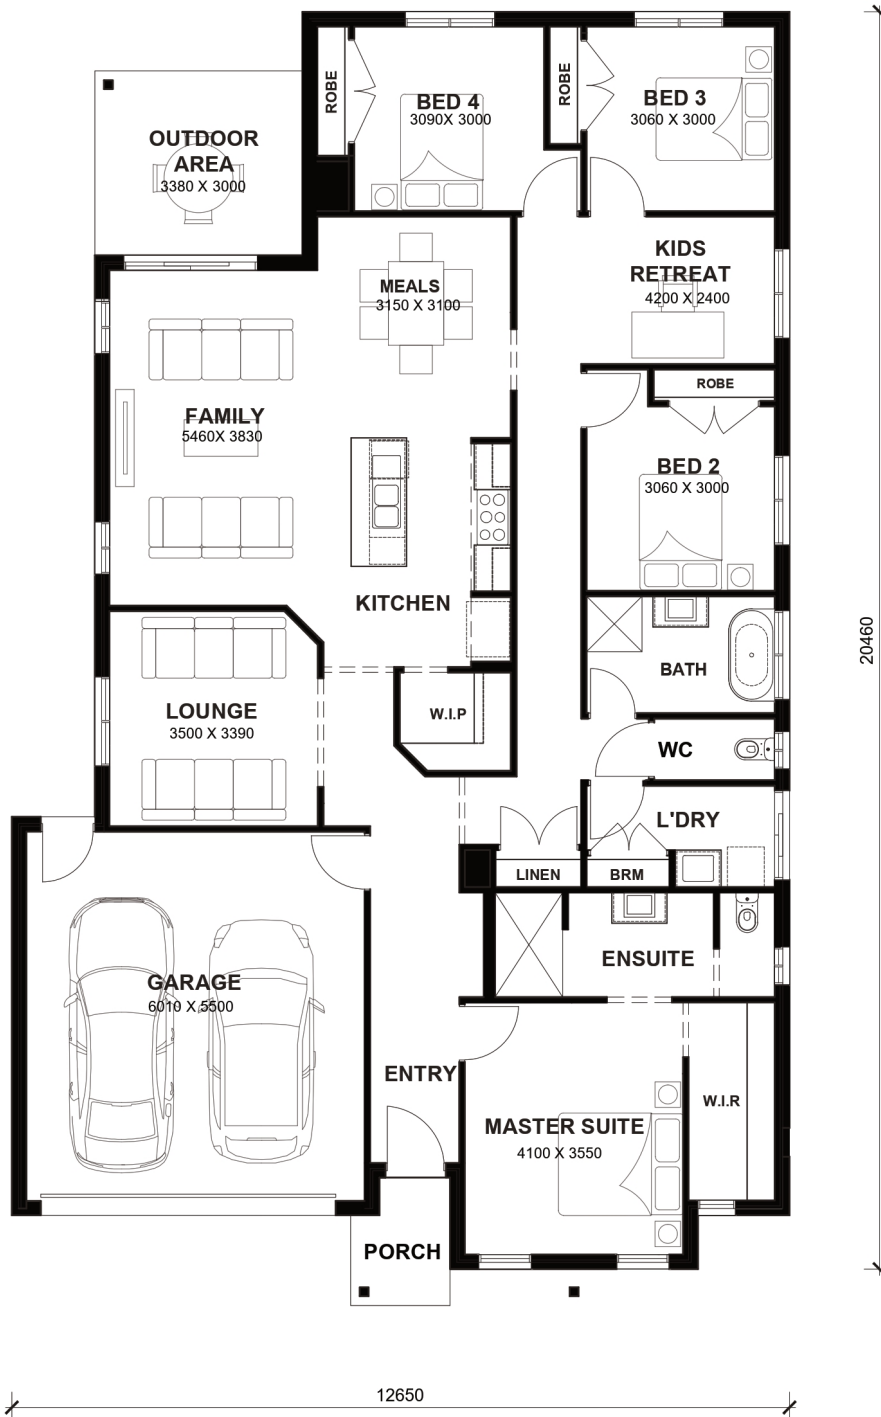 ROBE
BED 4
3090X 3000
ROBE
BED 3
3060 X 3000
OUTDOOR
AREA
3380 X 3000
KIDS
RETREAT
4200 X 2400
MEALS
3150 X 3100
ROBE
FAMILY
5460X 3830
BED 2
3060 X 3000
KITCHEN
BATH
20460
LOUNGE
3500 X 3390
W.I.P
WC
L'DRY
LINEN
BRM
ENSUITE
GARAGE
6010 X 5500
ENTRY
W.I.R
MASTER SUITE
4100 X 3550
PORCH
12650